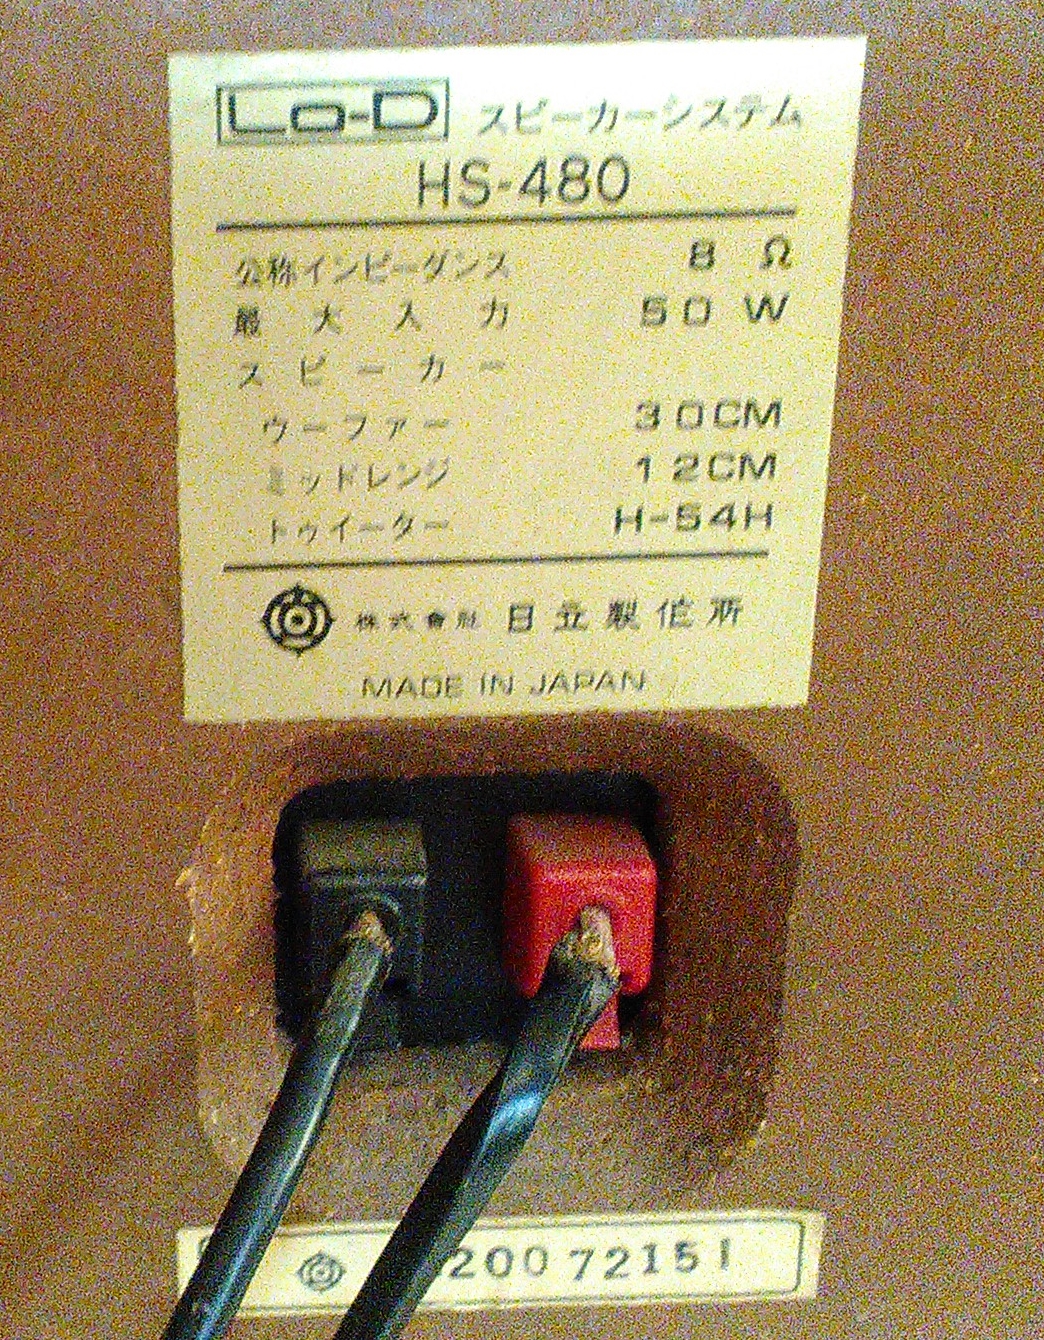 Lo-D スピーカーシステム
HS-480
公称インピーダンス 8 Ω
最大入力 50 W
スピーカー
ウーファー 30CM
ミッドレンジ 12CM
トゥイーター H-54H
株式會社 日立製作所
MADE IN JAPAN
200 72151